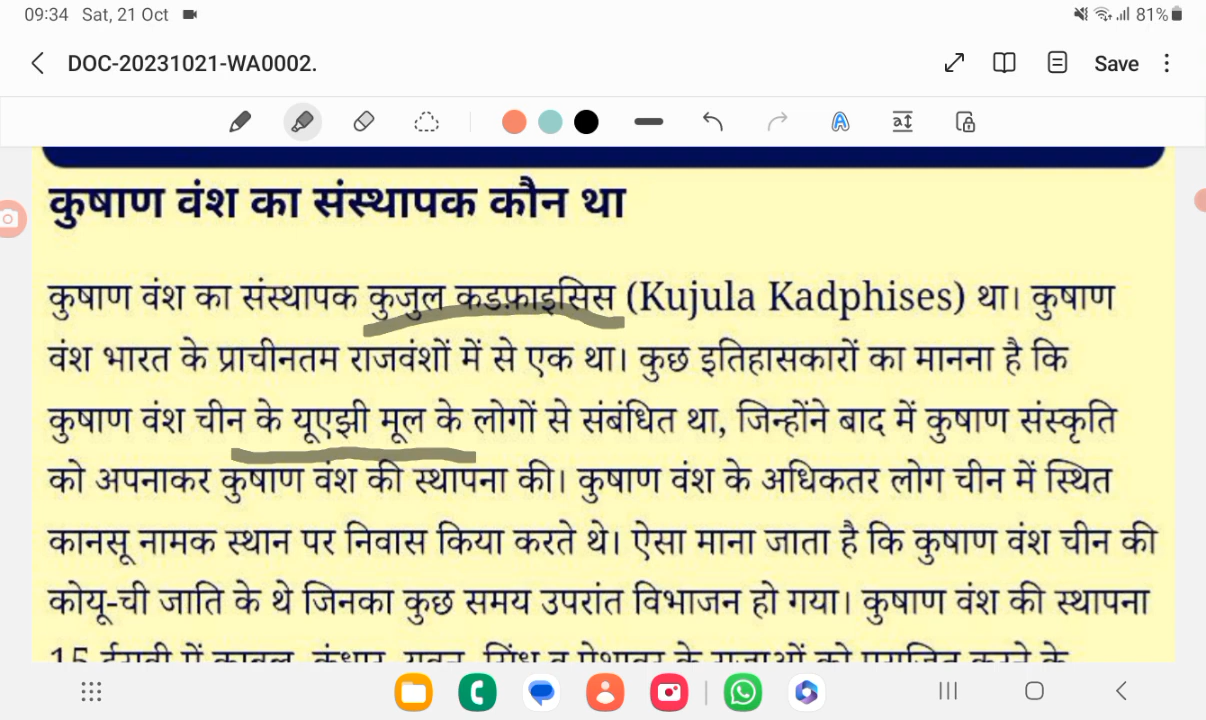 09:34 Sat, 21 Oct 81%
DOC-20231021-WA0002. Save
कुषाण वंश का संस्थापक कौन था
कुषाण वंश का संस्थापक कुजुल कडफ़ाइसिस (Kujula Kadphises) था। कुषाण
वंश भारत के प्राचीनतम राजवंशों में से एक था। कुछ इतिहासकारों का मानना है कि
कुषाण वंश चीन के यूएझी मूल के लोगों से संबंधित था, जिन्होंने बाद में कुषाण संस्कृति
को अपनाकर कुषाण वंश की स्थापना की। कुषाण वंश के अधिकतर लोग चीन में स्थित
कानसू नामक स्थान पर निवास किया करते थे। ऐसा माना जाता है कि कुषाण वंश चीन की
कोयू-ची जाति के थे जिनका कुछ समय उपरांत विभाजन हो गया। कुषाण वंश की स्थापना